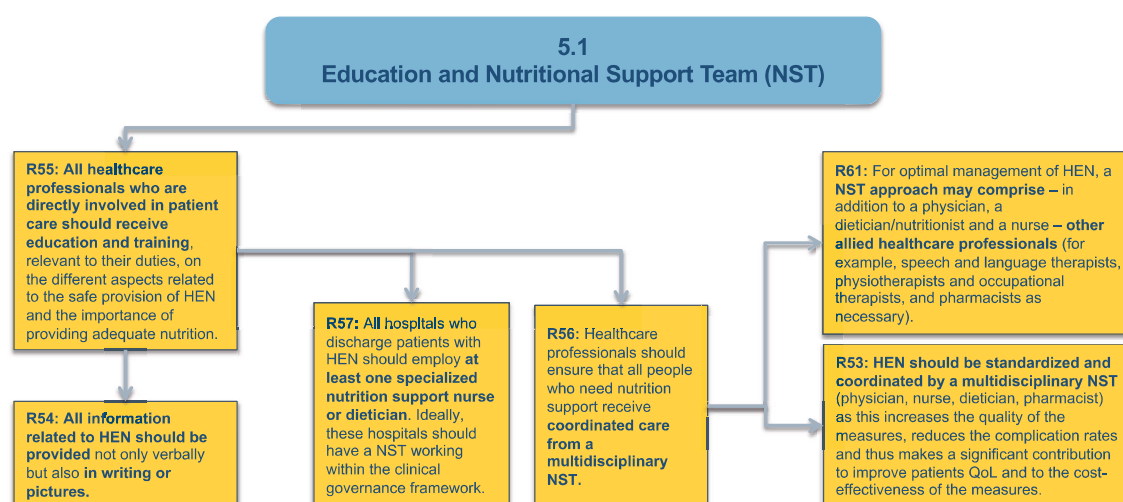 5.1
Education and Nutritional Support Team (NST)
R55: All healthcare
professionals who are
directly involved in patient
care should receive
education and training,
relevant to their duties, on
the different aspects related
to the safe provision of HEN
and the importance of
providing adequate nutrition.
R54: All information
related to HEN should be
provided not only verbally
but also in writing or
pictures.
R57: All hospitals who
discharge patients with
HEN should employ at
least one specialized
nutrition support nurse
or dietician. Ideally,
these hospitals should
have a NST working
within the clinical
governance framework.
R56: Healthcare
professionals should
ensure that all people
who need nutrition
support receive
coordinated care
from a
multidisciplinary
NST.
R61: For optimal management of HEN, a
NST approach may comprise – in
addition to a physician, a
dietician/nutritionist and a nurse – other
allied healthcare professionals (for
example, speech and language therapists,
physiotherapists and occupational
therapists, and pharmacists as
necessary).
R53: HEN should be standardized and
coordinated by a multidisciplinary NST
(physician, nurse, dietician, pharmacist)
as this increases the quality of the
measures, reduces the complication rates
and thus makes a significant contribution
to improve patients QoL and to the cost-
effectiveness of the measures.